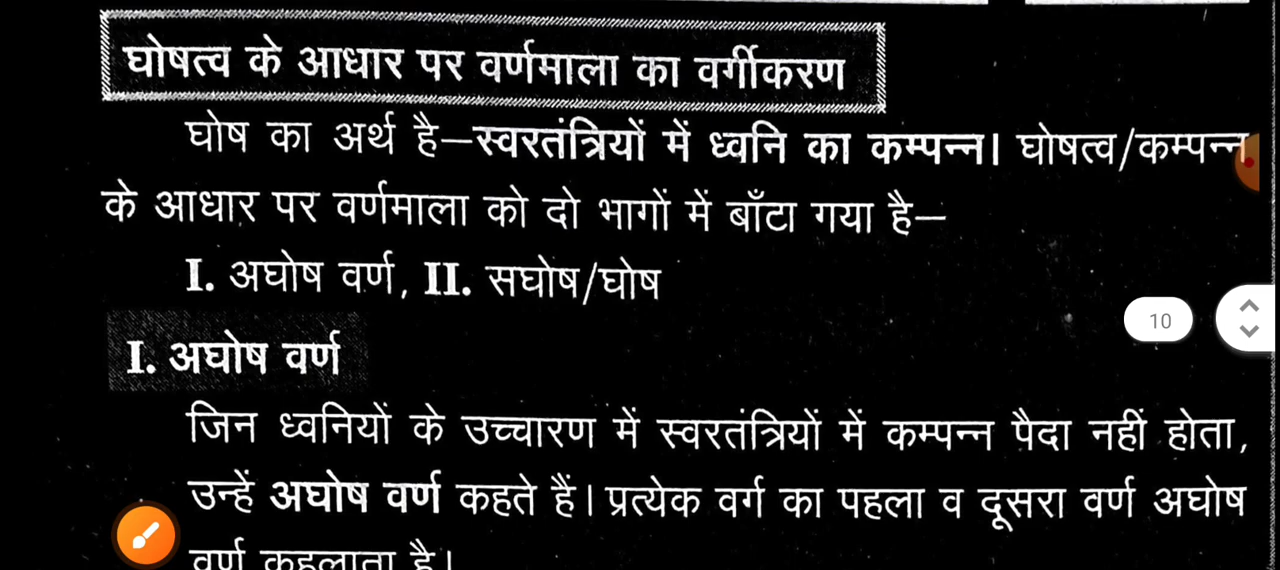 घोषत्व के आधार पर वर्णमाला का वर्गीकरण
घोष का अर्थ है—स्वरतंत्रियों में ध्वनि का कम्पन्न। घोषत्व/कम्पन्न
के आधार पर वर्णमाला को दो भागों में बाँटा गया है—
I. अघोष वर्ण, II. सघोष/घोष
10
I. अघोष वर्ण
जिन ध्वनियों के उच्चारण में स्वरतंत्रियों में कम्पन्न पैदा नहीं होता,
उन्हें अघोष वर्ण कहते हैं। प्रत्येक वर्ग का पहला व दूसरा वर्ण अघोष
वर्ण कहलाता है।